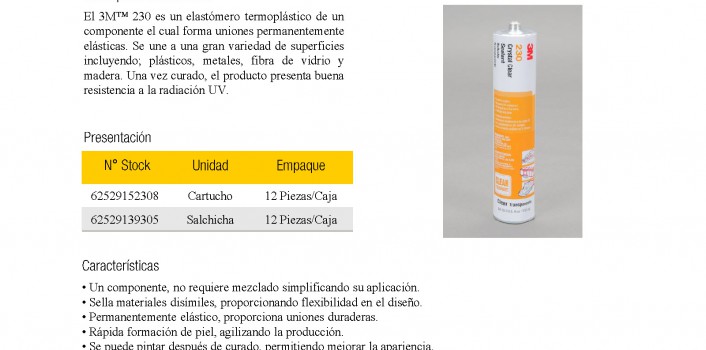 El 3M™ 230 es un elastómero termoplástico de un
componente el cual forma uniones permanentemente
elásticas. Se une a una gran variedad de superficies
incluyendo; plásticos, metales, fibra de vidrio y
madera. Una vez curado, el producto presenta buena
resistencia a la radiación UV.
Presentación
N° Stock Unidad Empaque
62529152308 Cartucho 12 Piezas/Caja
62529139305 Salchicha 12 Piezas/Caja
Características
• Un componente, no requiere mezclado simplificando su aplicación.
• Sella materiales disímiles, proporcionando flexibilidad en el diseño.
• Permanentemente elástico, proporciona uniones duraderas.
• Rápida formación de piel, agilizando la producción.
• Se puede pintar después de curado, permitiendo mejorar la apariencia.
3M
230
Crystal Clear
Sealant